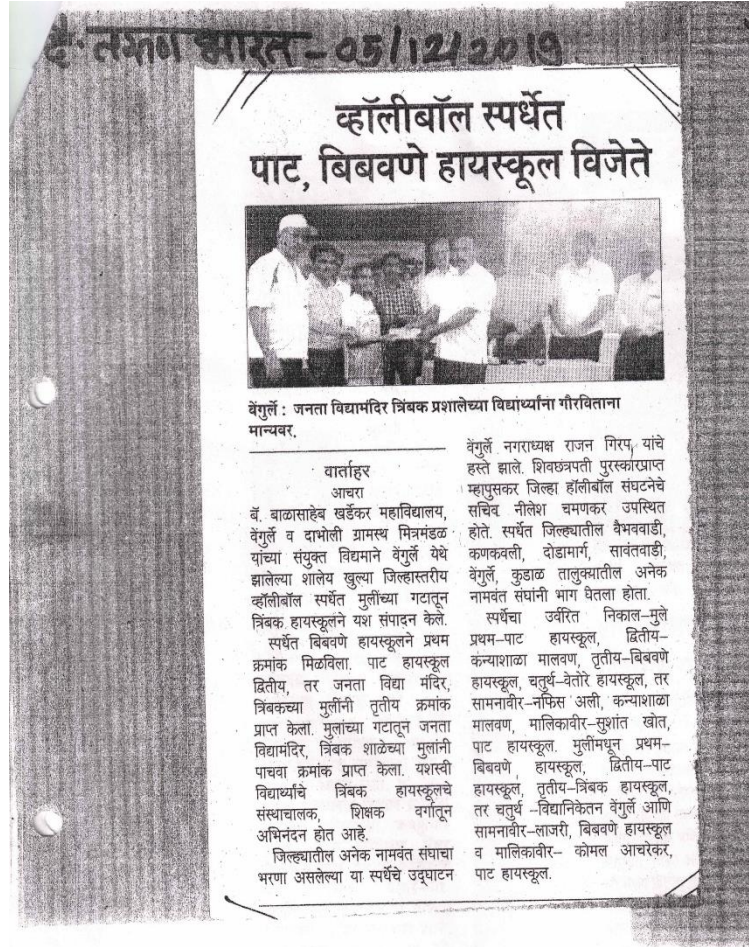 दै. तरुण भारत - 05/12/2019
व्हॉलीबॉल स्पर्धेत
पाट, बिबवणे हायस्कूल विजेते
वेंगुर्ले : जनता विद्यामंदिर त्रिंबक प्रशालेच्या विद्यार्थ्यांना गौरविताना
मान्यवर.
वार्ताहर
आचरा
बॅ. बाळासाहेब खर्डेकर महाविद्यालय,
वेंगुर्ले व दाभोली ग्रामस्थ मित्रमंडळ
यांच्या संयुक्त विद्यमाने वेंगुर्ले येथे
झालेल्या शालेय खुल्या जिल्हास्तरीय
व्हॉलीबॉल स्पर्धेत मुलींच्या गटातून
त्रिंबक हायस्कूलने यश संपादन केले.
स्पर्धेत बिबवणे हायस्कूलने प्रथम
क्रमांक मिळविला. पाट हायस्कूल
द्वितीय, तर जनता विद्या मंदिर,
त्रिंबकच्या मुलींनी तृतीय क्रमांक
प्राप्त केला. मुलांच्या गटातून जनता
विद्यामंदिर, त्रिंबक शाळेच्या मुलांनी
पाचवा क्रमांक प्राप्त केला. यशस्वी
विद्यार्थ्यांचे त्रिंबक हायस्कूलचे
संस्थाचालक, शिक्षक वर्गातून
अभिनंदन होत आहे.
जिल्ह्यातील अनेक नामवंत संघाचा
भरणा असलेल्या या स्पर्धेचे उद्घाटन
वेंगुर्ले नगराध्यक्ष राजन गिरप यांचे
हस्ते झाले. शिवछत्रपती पुरस्कारप्राप्त
म्हापुसकर जिल्हा हॉलीबॉल संघटनेचे
सचिव नीलेश चमणकर उपस्थित
होते. स्पर्धेत जिल्ह्यातील वैभववाडी,
कणकवली, दोडामार्ग, सावंतवाडी,
वेंगुर्ले, कुडाळ तालुक्यातील अनेक
नामवंत संघांनी भाग घेतला होता.
स्पर्धेचा उर्वरित निकाल–मुले
प्रथम–पाट हायस्कूल, द्वितीय–
कन्याशाळा मालवण, तृतीय–बिबवणे
हायस्कूल, चतुर्थ–वेतोरे हायस्कूल, तर
सामनावीर–नफिस अली, कन्याशाळा
मालवण, मालिकावीर–सुशांत खोत,
पाट हायस्कूल. मुलींमधून प्रथम–
बिबवणे हायस्कूल, द्वितीय–पाट
हायस्कूल, तृतीय–त्रिंबक हायस्कूल,
तर चतुर्थ –विद्यानिकेतन वेंगुर्ले आणि
सामनावीर–लाजरी, बिबवणे हायस्कूल
व मालिकावीर– कोमल आचरेकर,
पाट हायस्कूल.